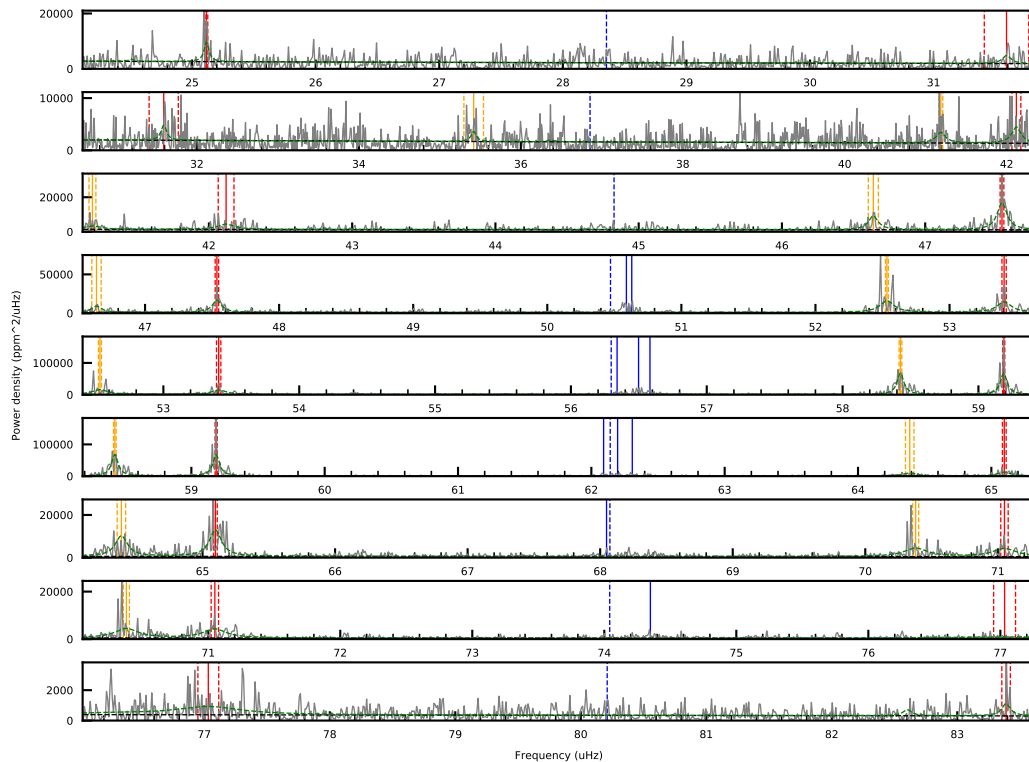 20000
0
25 26 27 28 29 30 31
10000
0
32 34 36 38 40 42
20000
0
42 43 44 45 46 47
50000
0
47 48 49 50 51 52 53
Power density (ppm^2/uHz)
100000
0
53 54 55 56 57 58 59
100000
0
59 60 61 62 63 64 65
20000
0
65 66 67 68 69 70 71
20000
0
71 72 73 74 75 76 77
2000
0
77 78 79 80 81 82 83
Frequency (uHz)